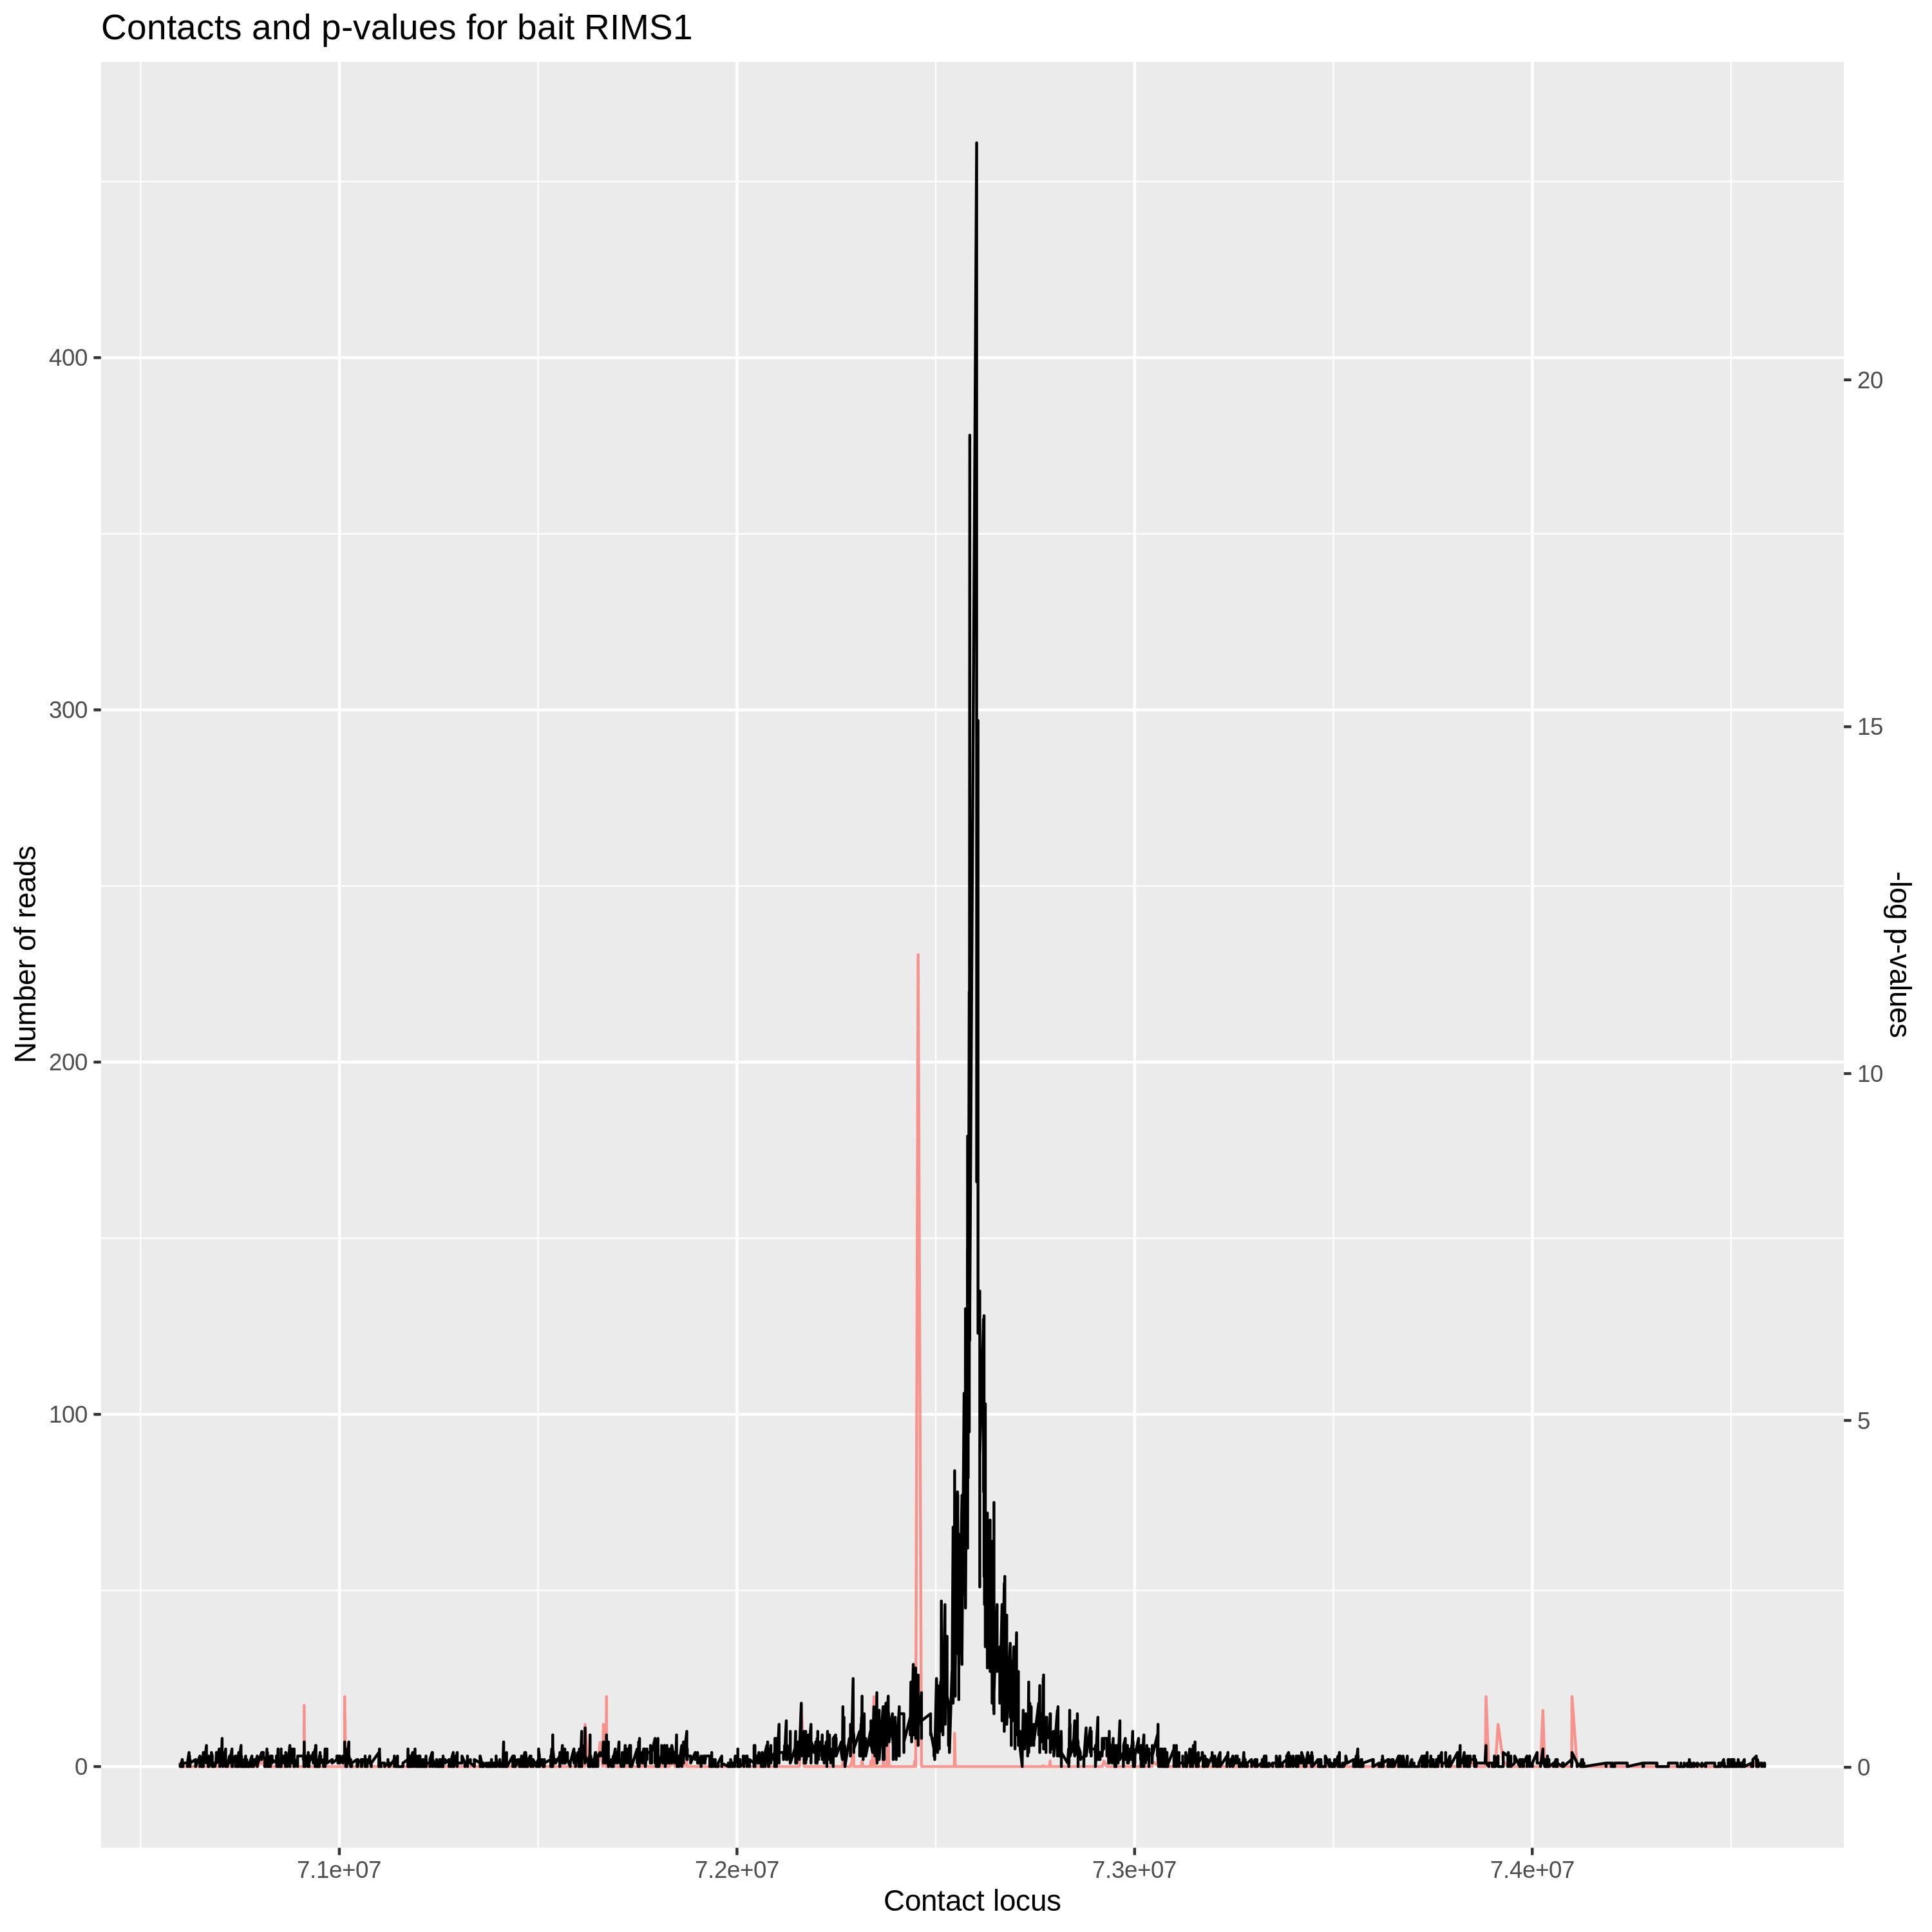 Contacts and p-values for bait RIMS1
400
300
200
100
0
20
15
10
5
0
Number of reads
-log p-values
7.1e+07
7.2e+07
7.3e+07
7.4e+07
Contact locus